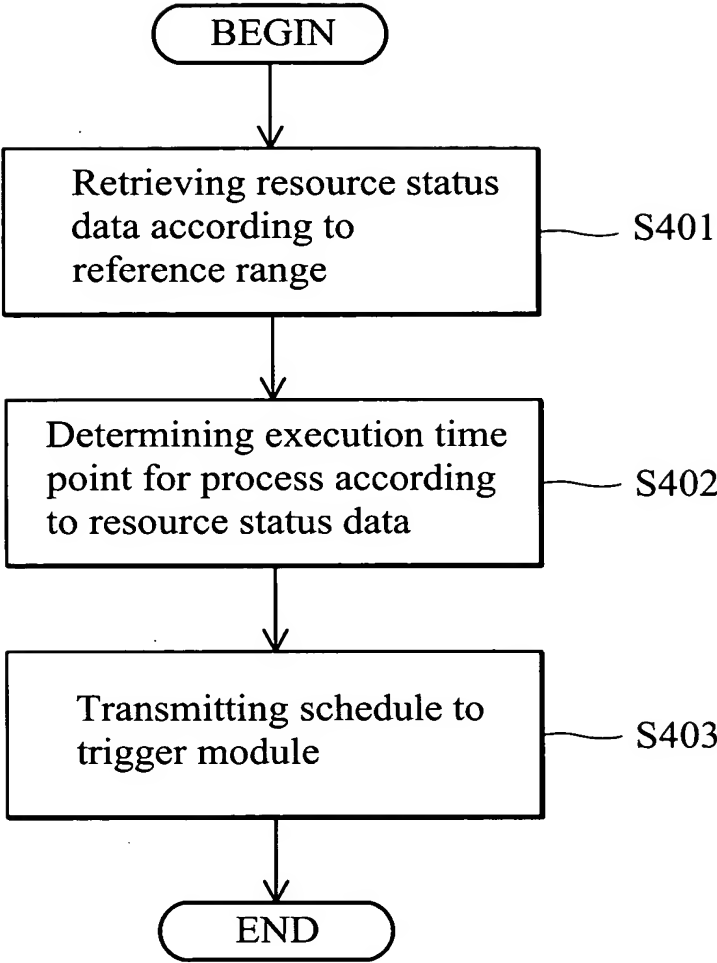 BEGIN
Retrieving resource status
data according to
reference range
S401
Determining execution time
point for process according
to resource status data
S402
Transmitting schedule to
trigger module
S403
END